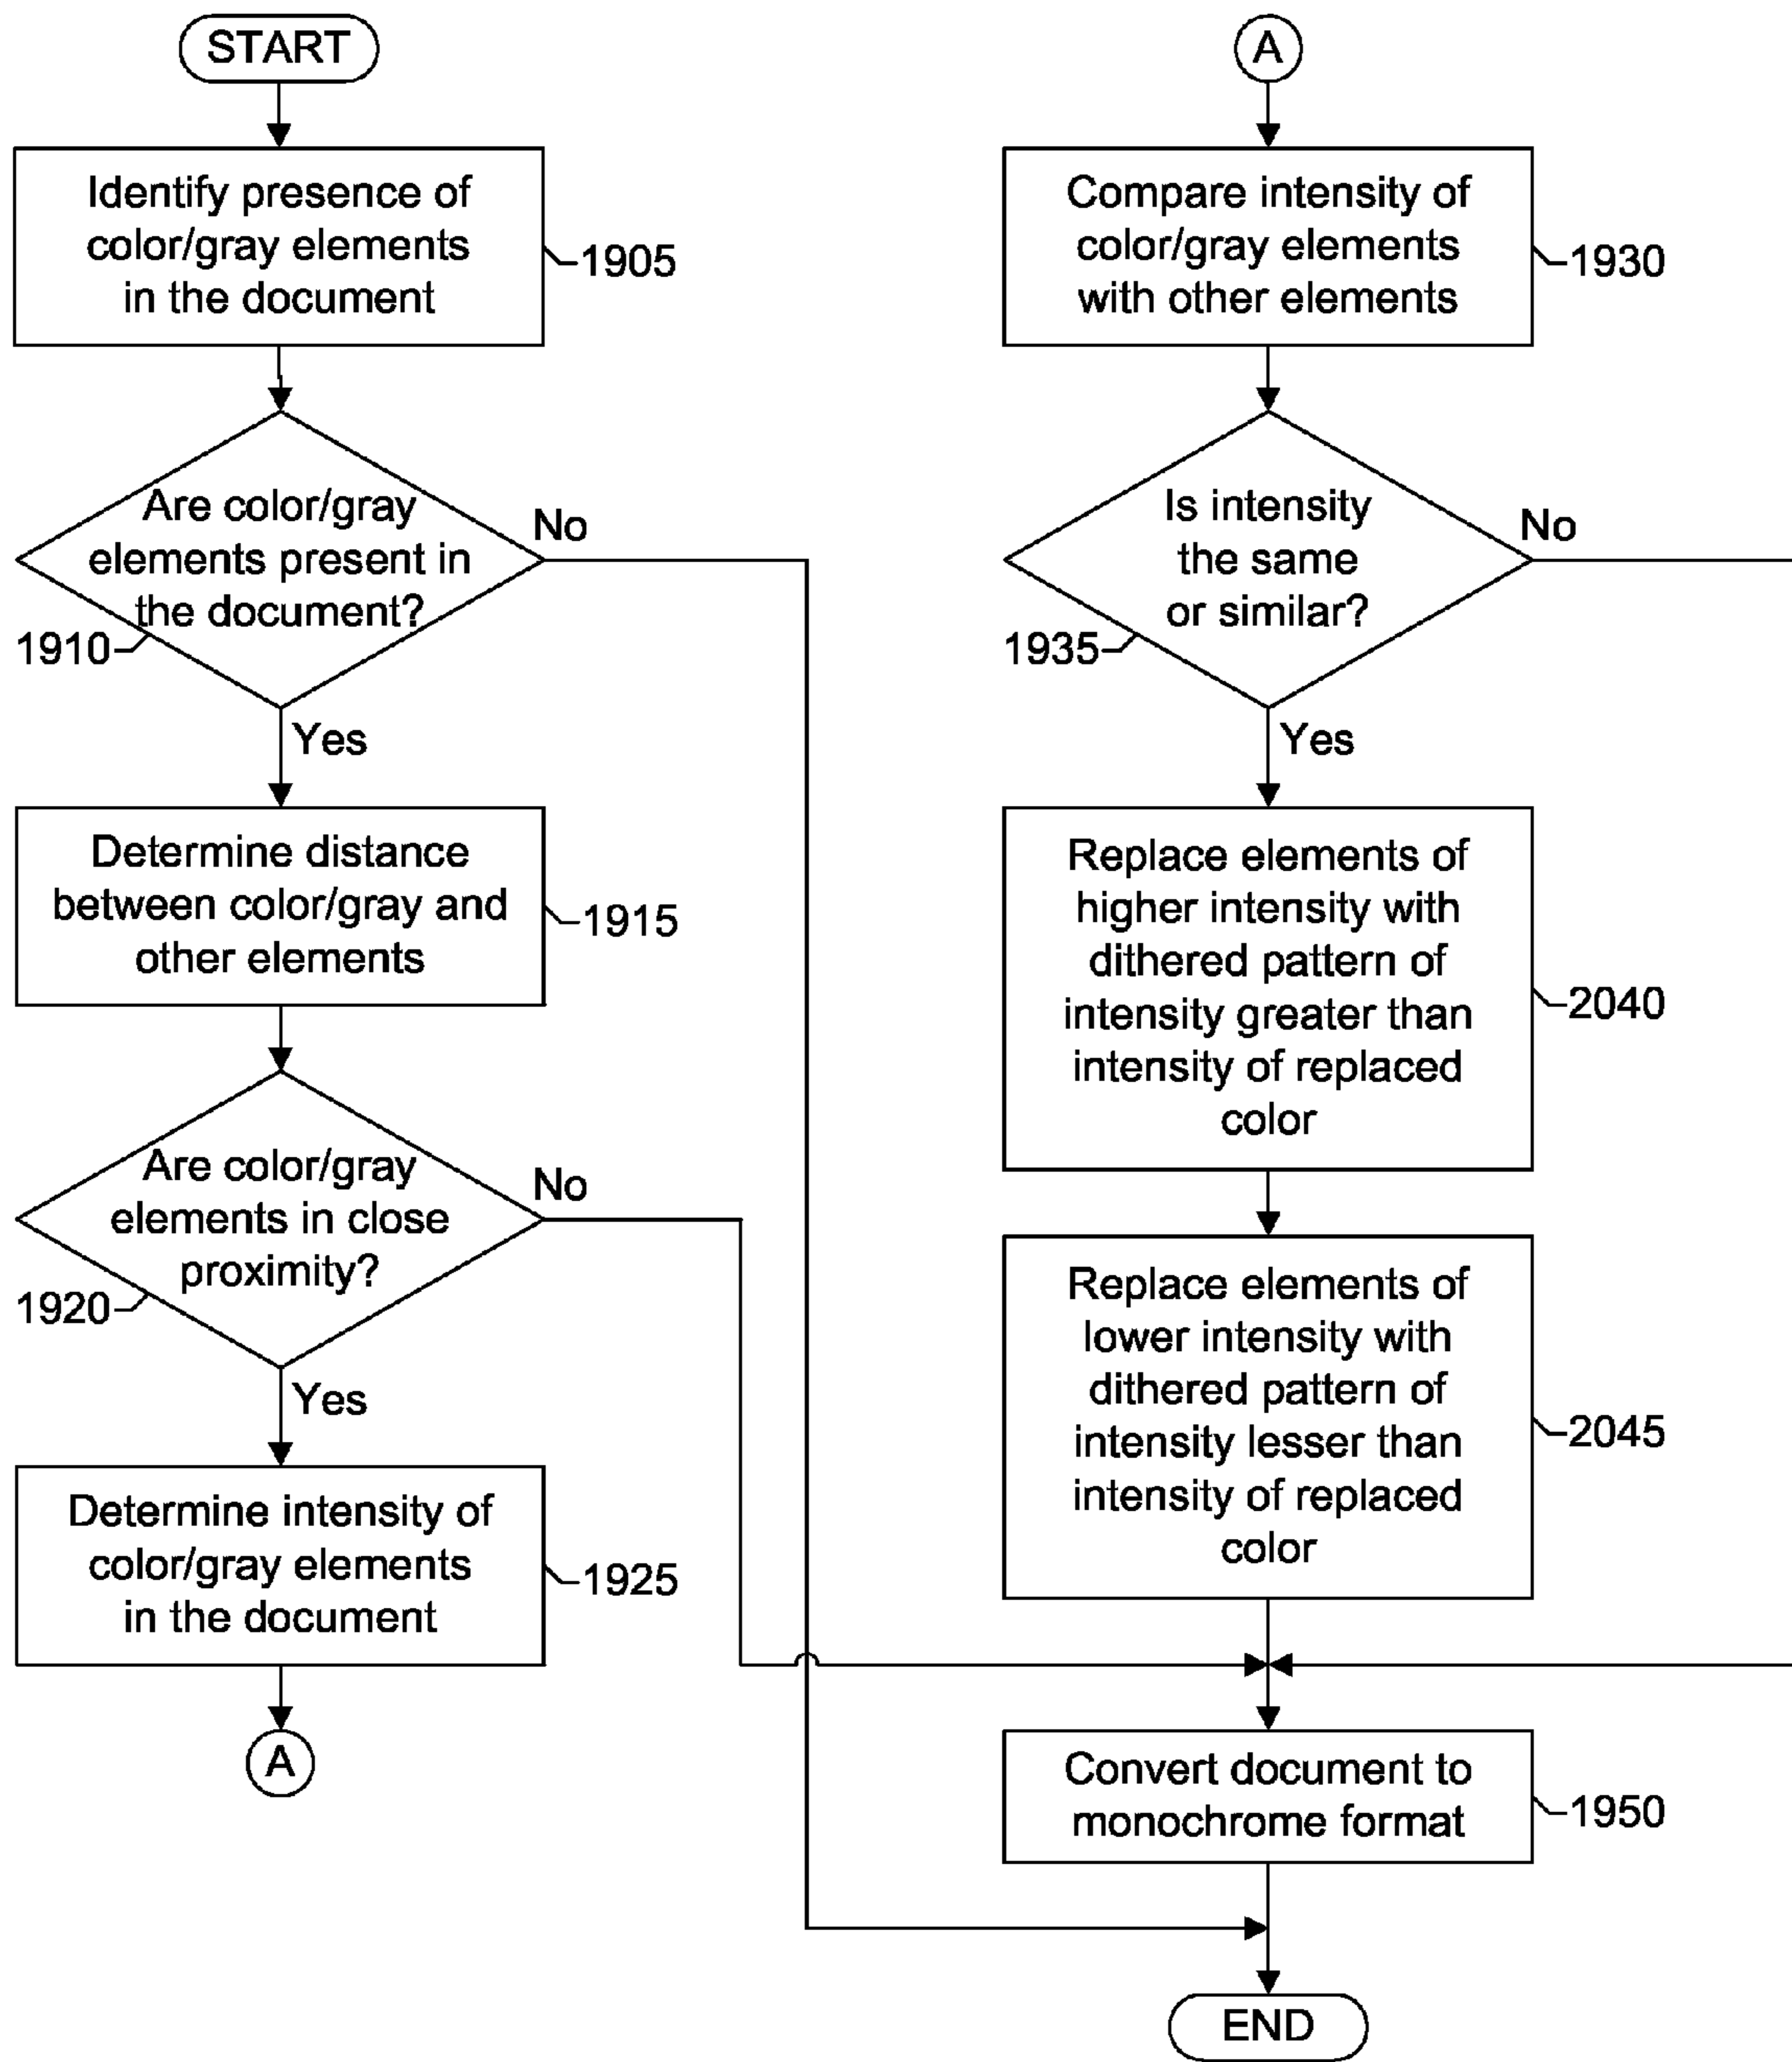 START
Identify presence of
color/gray elements
in the document
1905
Are color/gray
elements present in
the document?
1910
No
Yes
Determine distance
between color/gray and
other elements
1915
Are color/gray
elements in close
proximity?
1920
No
Yes
Determine intensity of
color/gray elements
in the document
1925
A
A
Compare intensity of
color/gray elements
with other elements
1930
Is intensity
the same
or similar?
1935
No
Yes
Replace elements of
higher intensity with
dithered pattern of
intensity greater than
intensity of replaced
color
2040
Replace elements of
lower intensity with
dithered pattern of
intensity lesser than
intensity of replaced
color
2045
Convert document to
monochrome format
1950
END